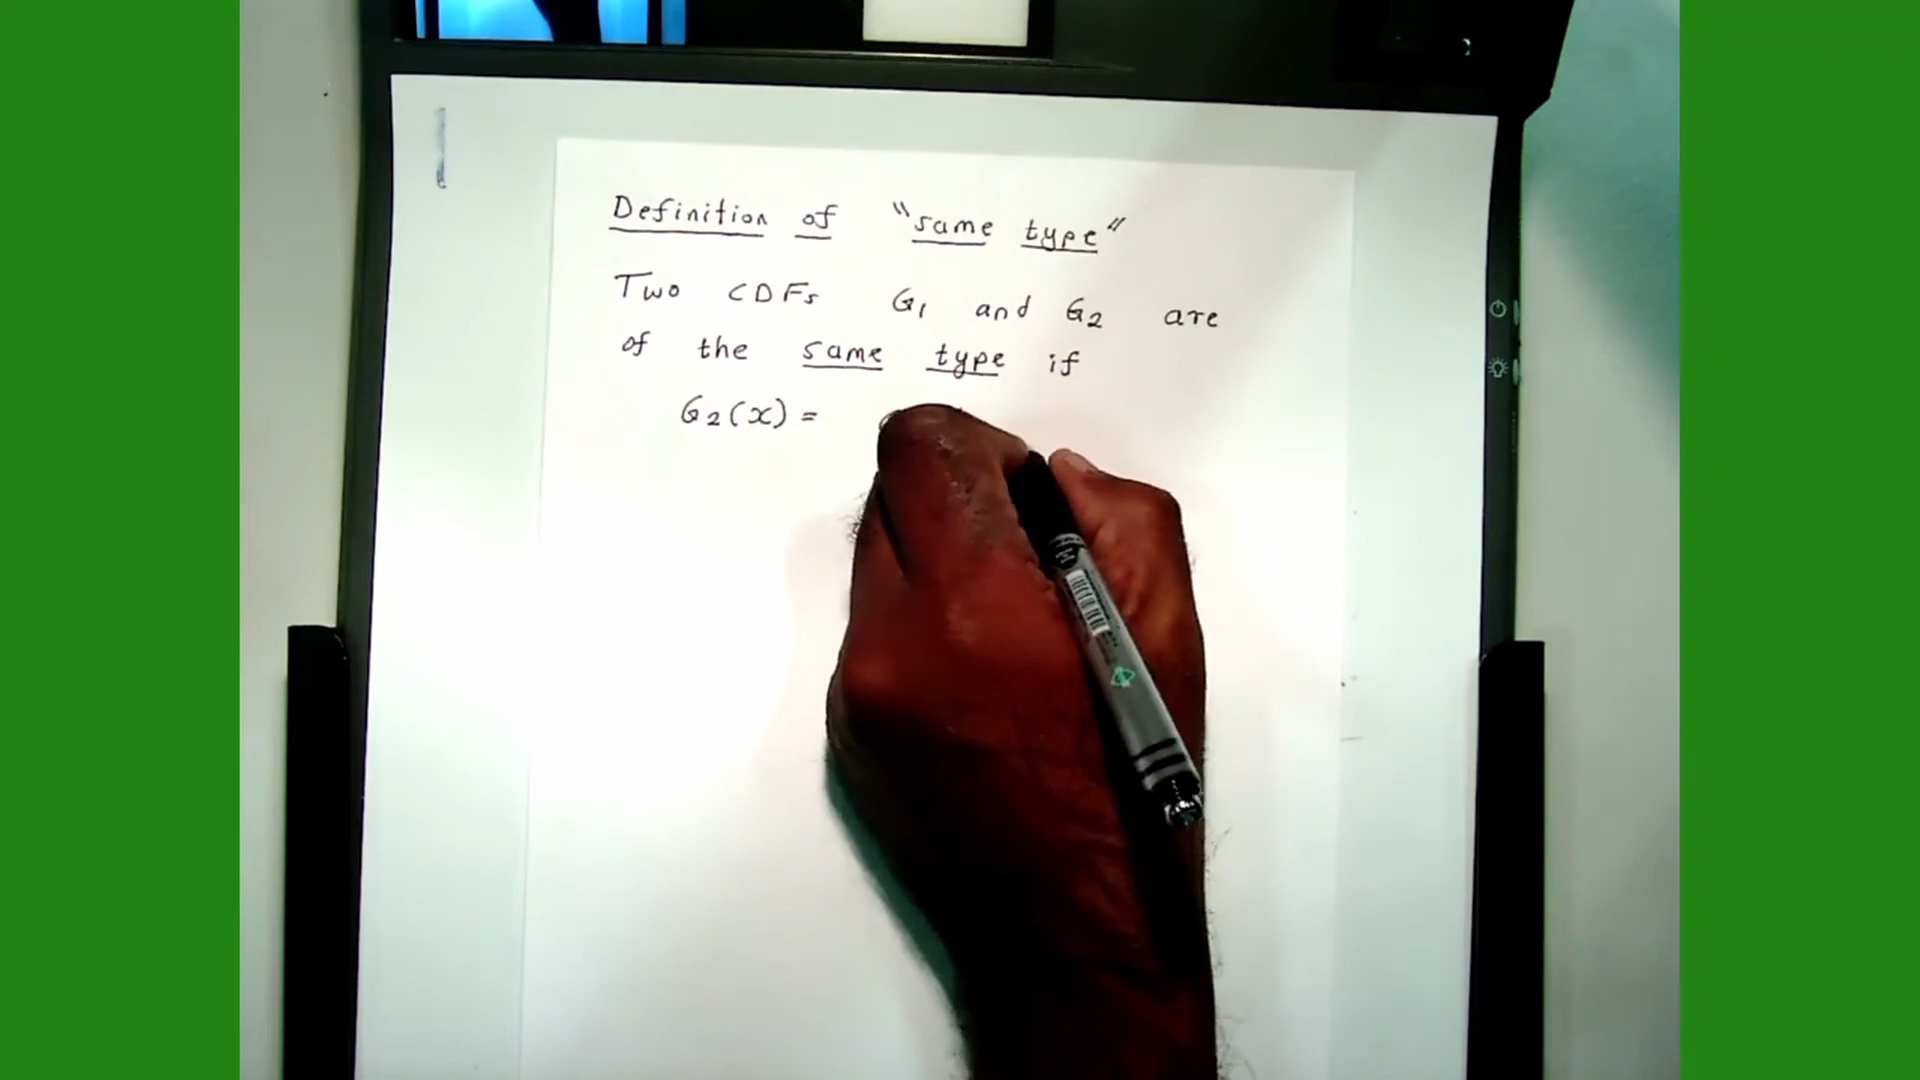 Definition of "same type"
Two CDFs G1 and G2 are
of the same type if
G2(x) =